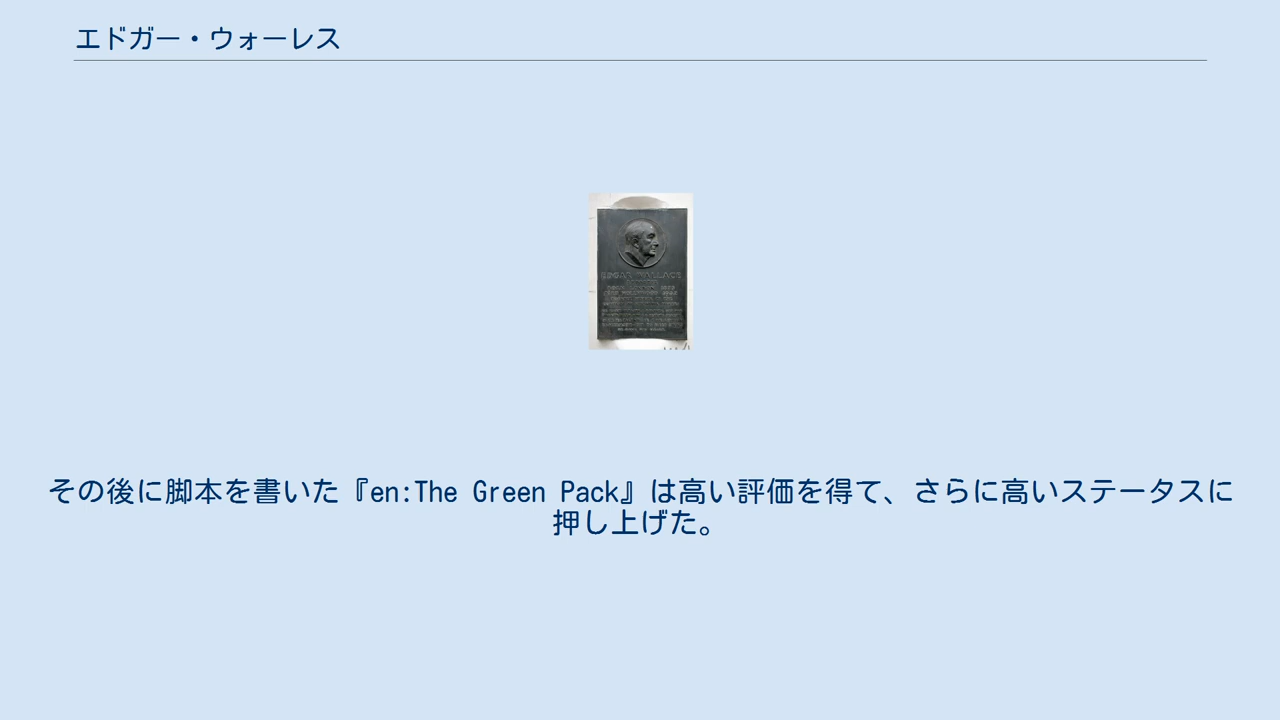 エドガー・ウォーレス
EDGAR WALLACE
その後に脚本を書いた『en:The Green Pack』は高い評価を得て、さらに高いステータスに
押し上げた。